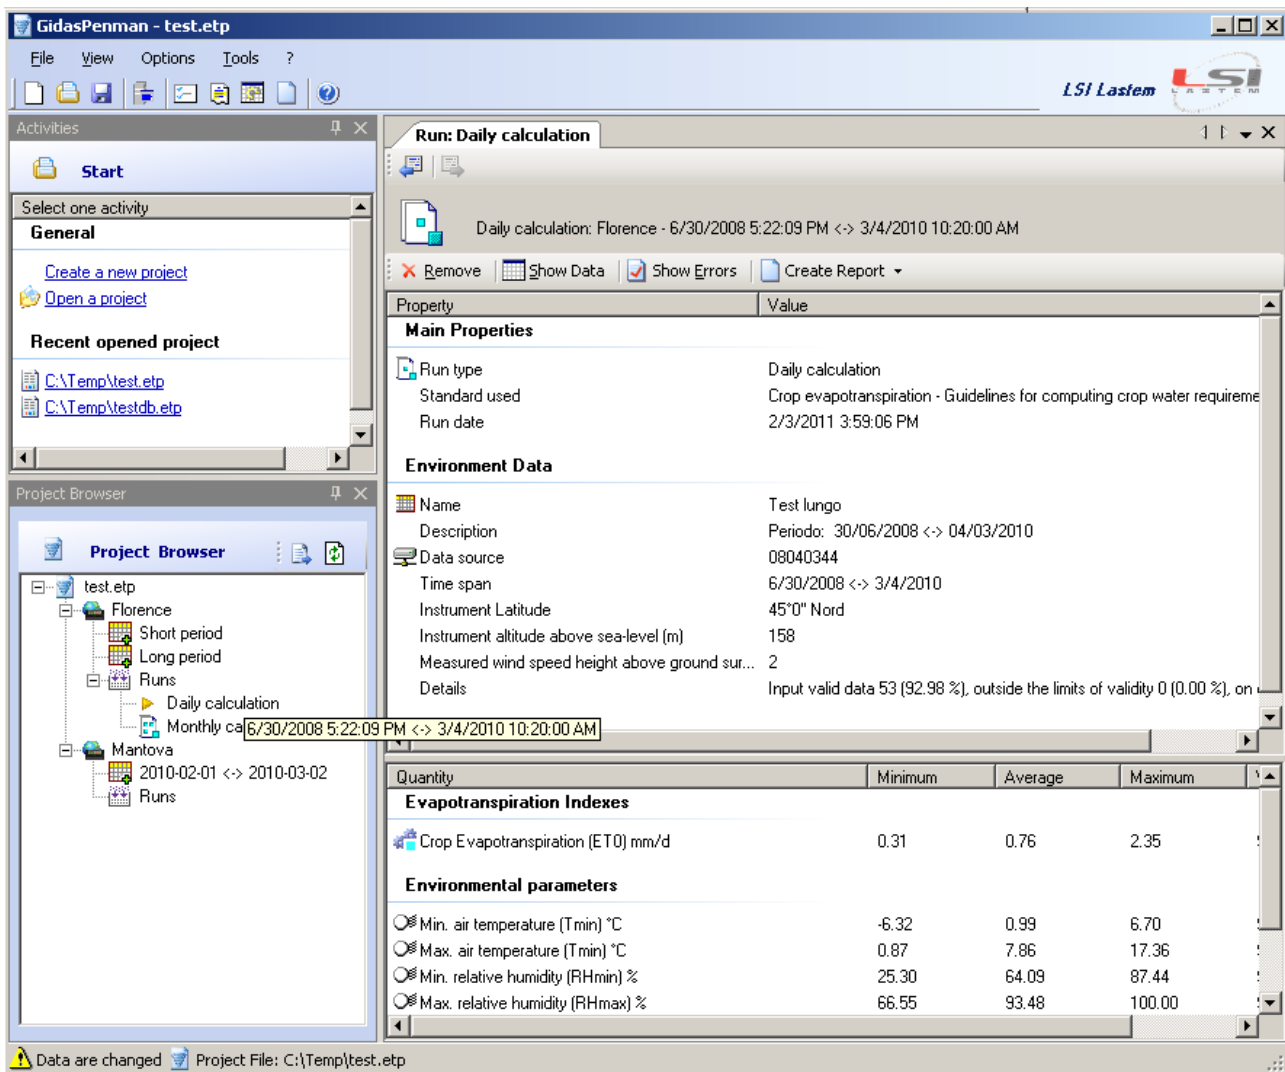 GidasPenman - test.etp
File View Options Tools ?
LSI Lastem
LSI
LASTEM
Activities
Start
Select one activity
General
Create a new project
Open a project
Recent opened project
C:\Temp\test.etp
C:\Temp\testdb.etp
Project Browser
Project Browser
test.etp
Florence
Short period
Long period
Runs
Daily calculation
Monthly ca
6/30/2008 5:22:09 PM <-> 3/4/2010 10:20:00 AM
Mantova
2010-02-01 <-> 2010-03-02
Runs
Run: Daily calculation
Daily calculation: Florence - 6/30/2008 5:22:09 PM <-> 3/4/2010 10:20:00 AM
Remove Show Data Show Errors Create Report
Property Value
Main Properties
Run type Daily calculation
Standard used Crop evapotranspiration - Guidelines for computing crop water requireme
Run date 2/3/2011 3:59:06 PM
Environment Data
Name Test lungo
Description Periodo: 30/06/2008 <-> 04/03/2010
Data source 08040344
Time span 6/30/2008 <-> 3/4/2010
Instrument Latitude 45°0" Nord
Instrument altitude above sea-level (m) 158
Measured wind speed height above ground sur... 2
Details Input valid data 53 (92.98 %), outside the limits of validity 0 (0.00 %), on
Quantity Minimum Average Maximum
Evapotranspiration Indexes
Crop Evapotranspiration (ET0) mm/d 0.31 0.76 2.35
Environmental parameters
Min. air temperature (Tmin) °C -6.32 0.99 6.70
Max. air temperature (Tmin) °C 0.87 7.86 17.36
Min. relative humidity (RHmin) % 25.30 64.09 87.44
Max. relative humidity (RHmax) % 66.55 93.48 100.00
Data are changed Project File: C:\Temp\test.etp